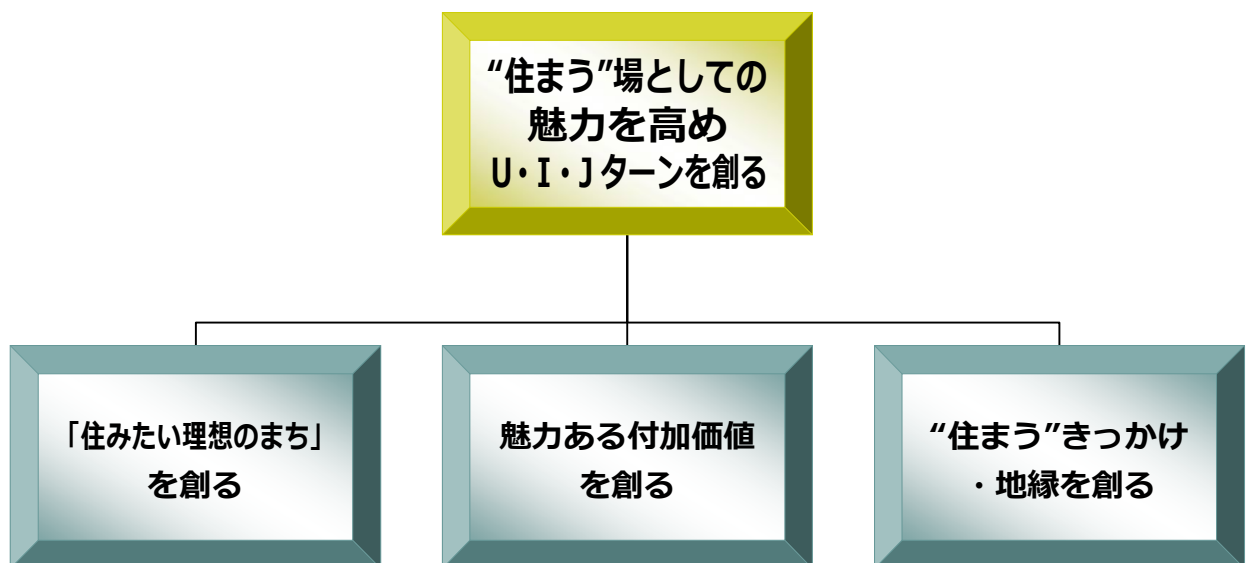 “住まう”場としての
魅力を高め
U・I・Jターンを創る
「住みたい理想のまち」
を創る
魅力ある付加価値
を創る
“住まう”きっかけ
・地縁を創る